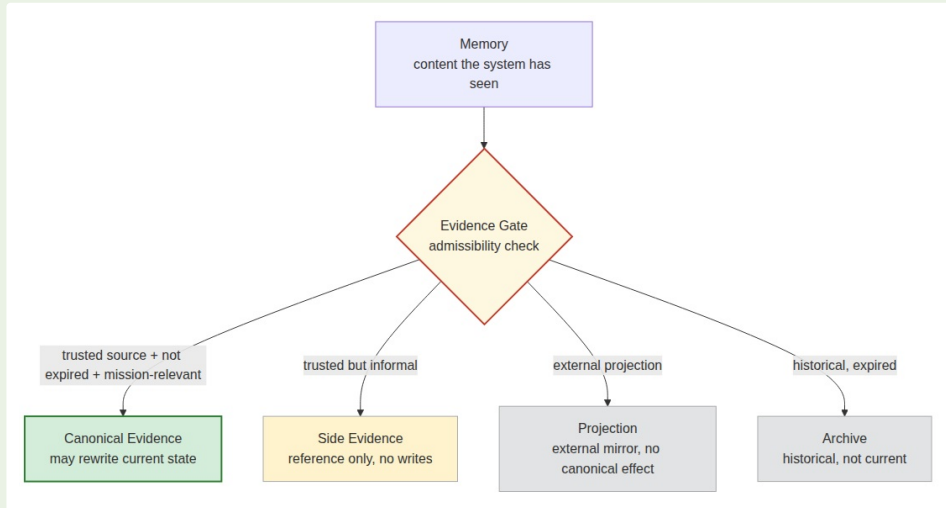 Memory
content the system has
seen
Evidence Gate
admissibility check
trusted source + not
expired + mission-relevant
trusted but informal
external projection
historical, expired
Canonical Evidence
may rewrite current state
Side Evidence
reference only, no writes
Projection
external mirror, no
canonical effect
Archive
historical, not current